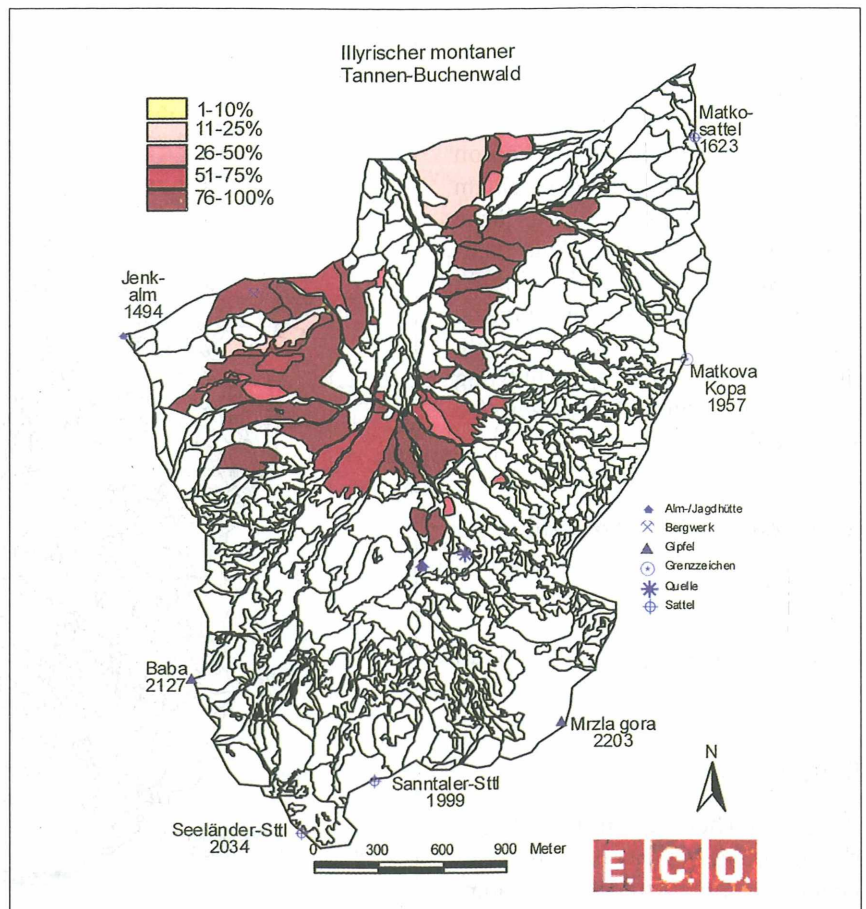 Illyrischer montaner
Tannen-Buchenwald
1-10%
11-25%
26-50%
51-75%
76-100%
Matko-
sattel
1623
Jenk-
alm
1494
Matkova
Kopa
1957
Alm-/Jagdhütte
Bergwerk
Gipfel
Grenzzeichen
Quelle
Sattel
Baba
2127
Mrzla gora
2203
Sanntaler-Sttl
1999
Seeländer-Sttl
2034
N
0 300 600 900 Meter
E. C. O.